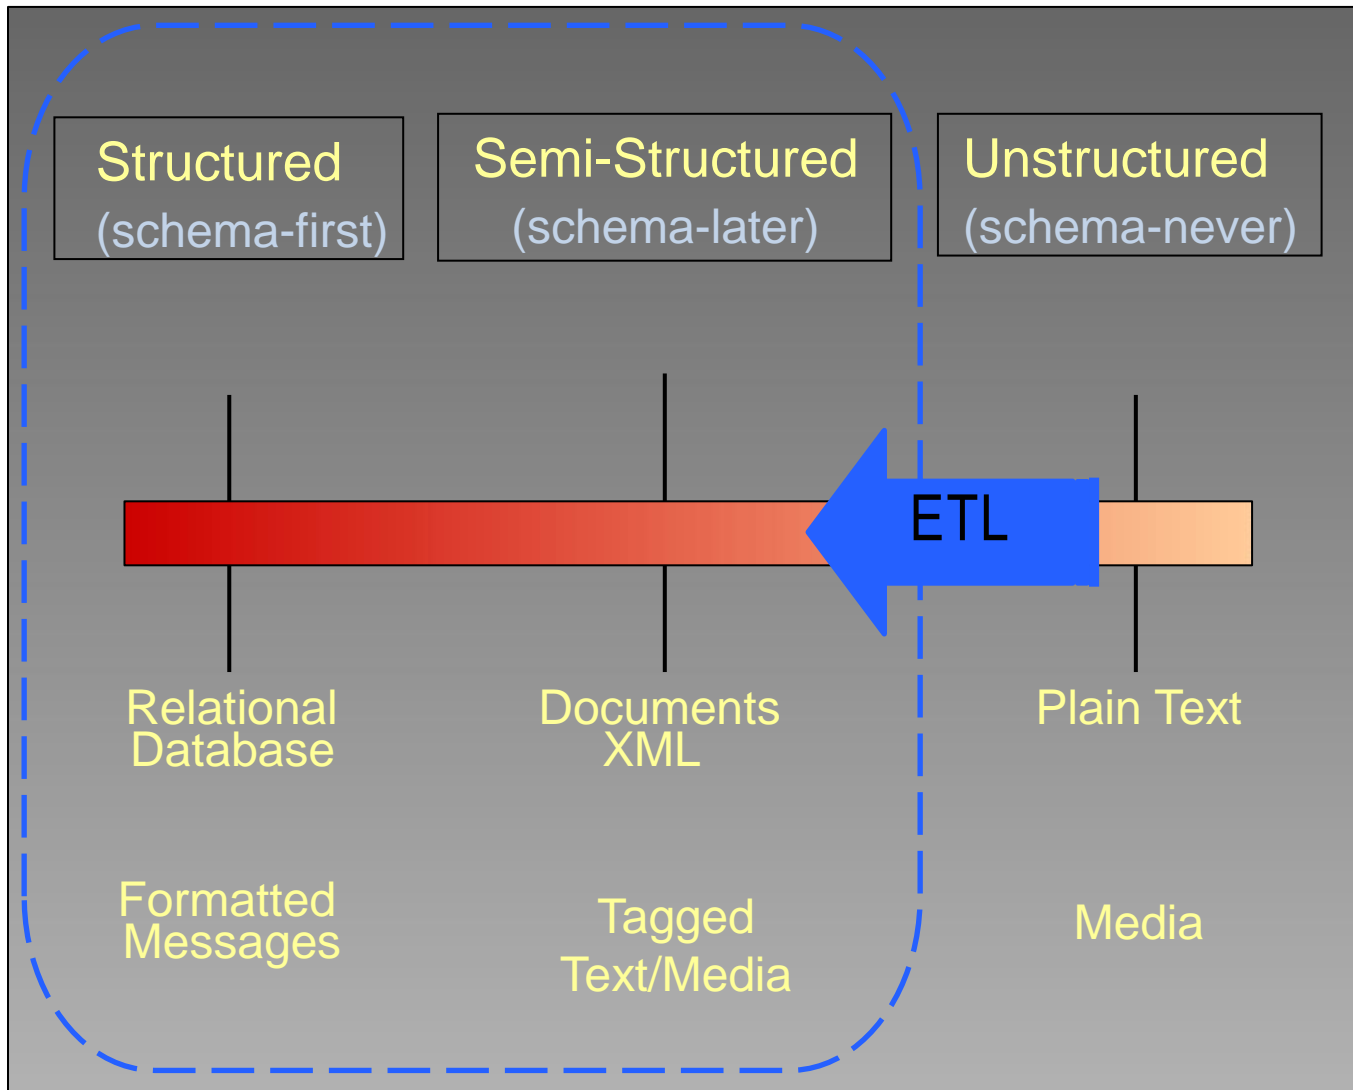 Structured
(schema-first)
Semi-Structured
(schema-later)
Unstructured
(schema-never)
ETL
Relational
Database
Documents
XML
Plain Text
Formatted
Messages
Tagged
Text/Media
Media